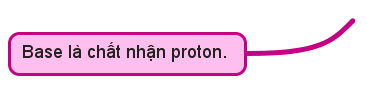 Base là chất nhận proton.